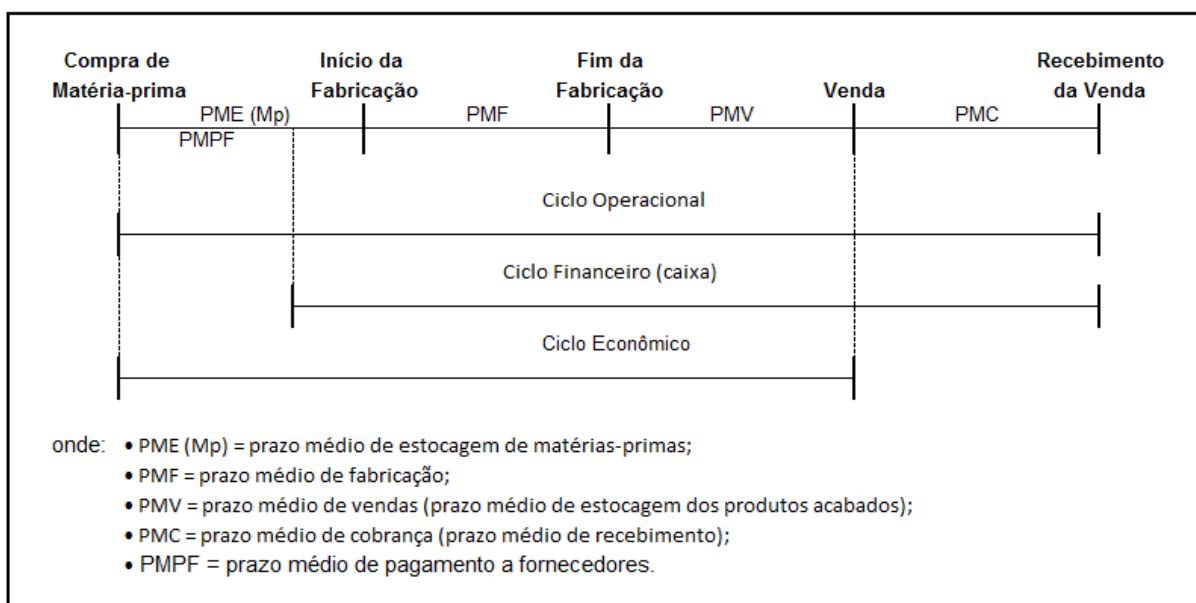 Compra de Matéria-prima
Início da Fabricação
Fim da Fabricação
Venda
Recebimento da Venda
PME (Mp)
PMF
PMV
PMC
PMPF
Ciclo Operacional
Ciclo Financeiro (caixa)
Ciclo Econômico
onde: • PME (Mp) = prazo médio de estocagem de matérias-primas;
• PMF = prazo médio de fabricação;
• PMV = prazo médio de vendas (prazo médio de estocagem dos produtos acabados);
• PMC = prazo médio de cobrança (prazo médio de recebimento);
• PMPF = prazo médio de pagamento a fornecedores.